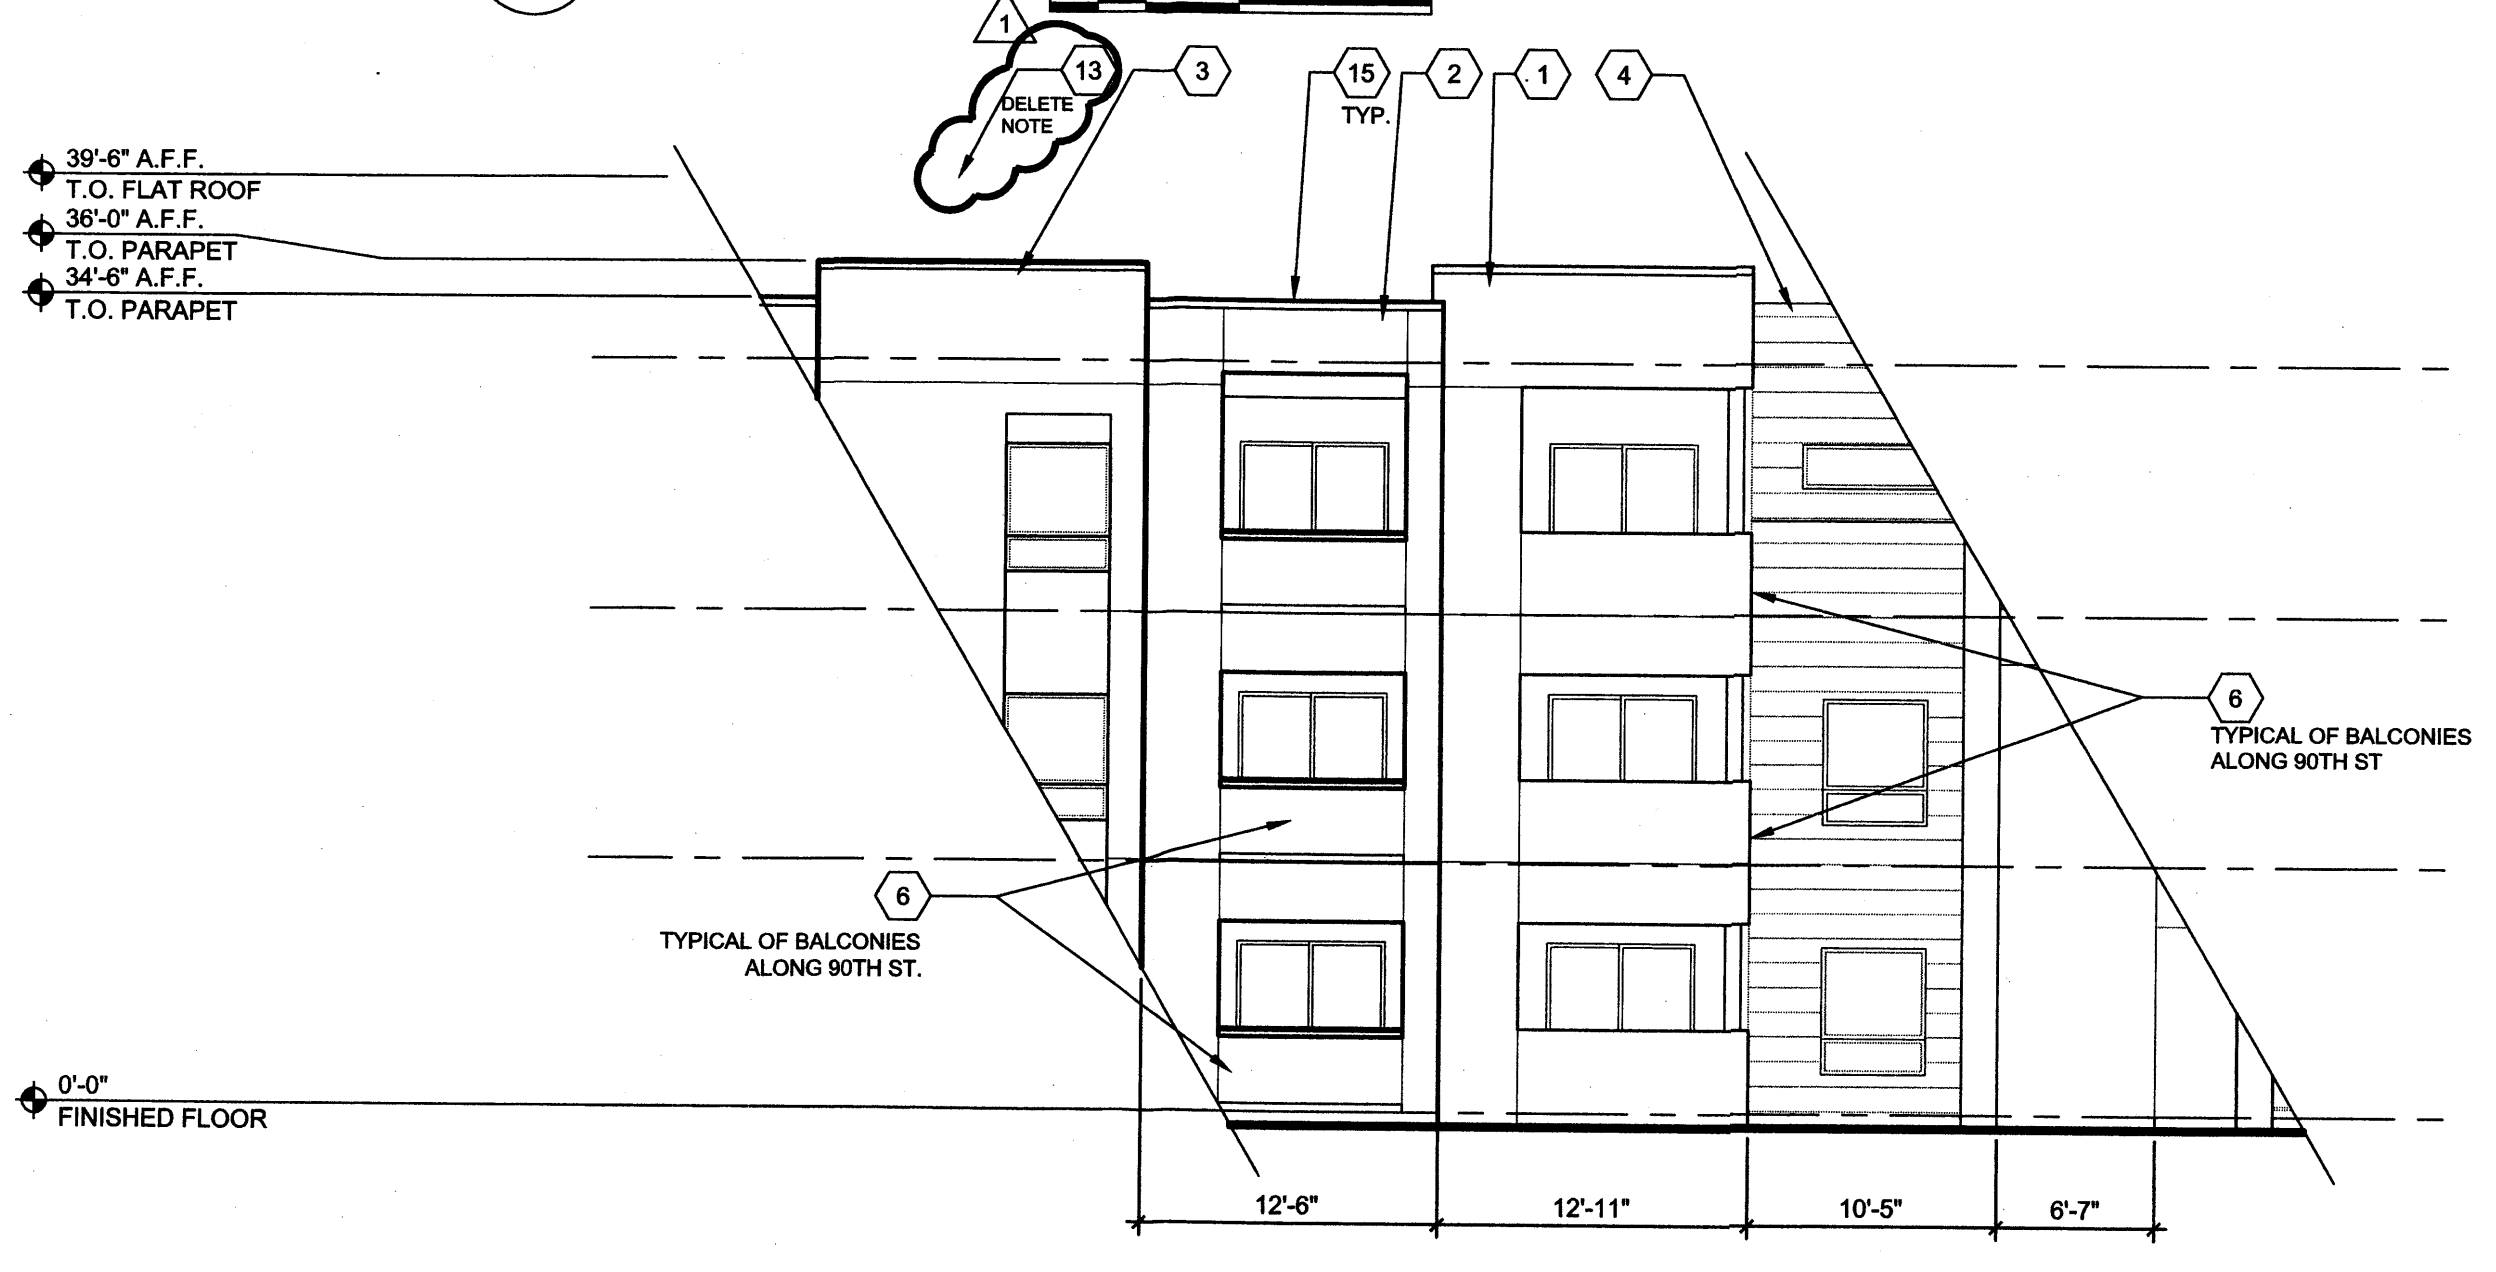 1
13
3
15
2
1
4
DELETE
NOTE
TYP.
39'-6" A.F.F.
T.O. FLAT ROOF
36'-0" A.F.F.
T.O. PARAPET
34'-6" A.F.F.
T.O. PARAPET
6
TYPICAL OF BALCONIES
ALONG 90TH ST
6
TYPICAL OF BALCONIES
ALONG 90TH ST.
0'-0"
FINISHED FLOOR
12'-6"
12'-11"
10'-5"
6'-7"